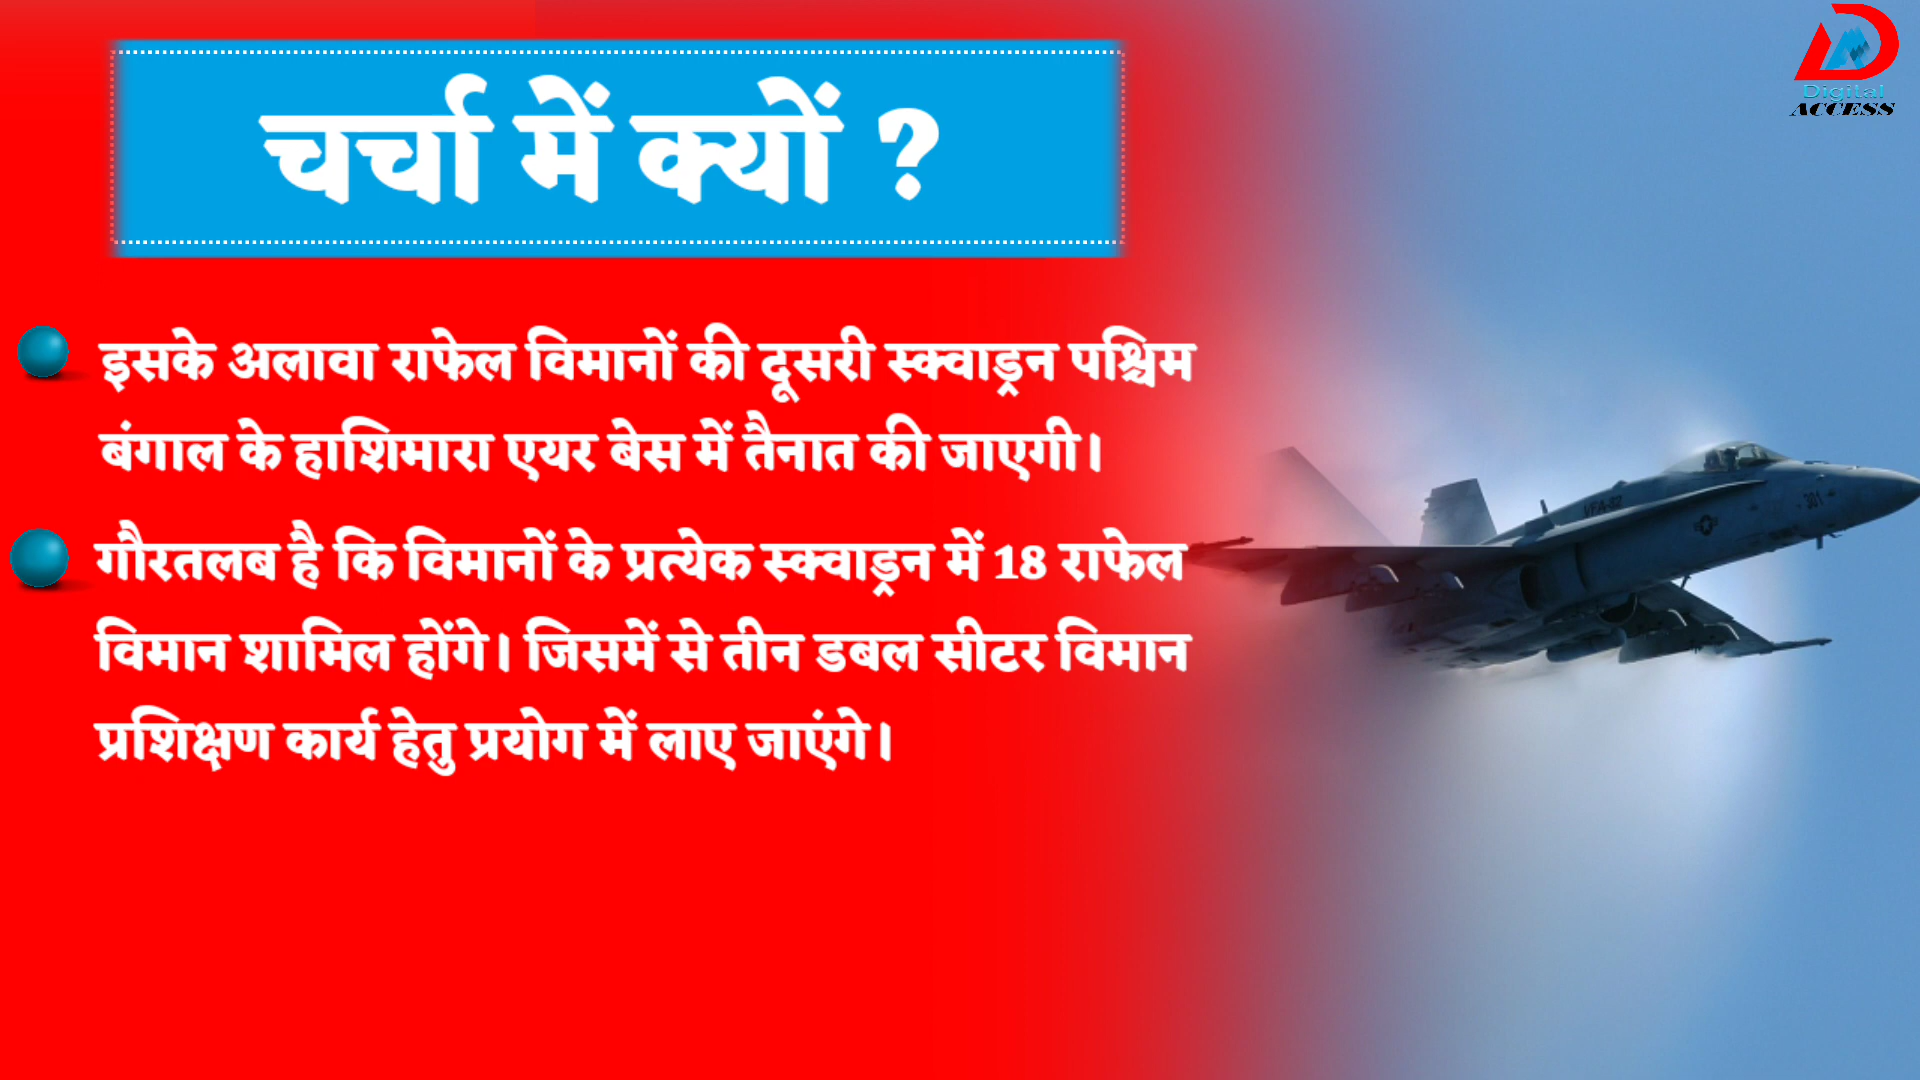 चर्चा में क्यों ?
इसके अलावा राफेल विमानों की दूसरी स्क्वाड्रन पश्चिम
बंगाल के हाशिमारा एयर बेस में तैनात की जाएगी।
गौरतलब है कि विमानों के प्रत्येक स्क्वाड्रन में 18 राफेल
विमान शामिल होंगे। जिसमें से तीन डबल सीटर विमान
प्रशिक्षण कार्य हेतु प्रयोग में लाए जाएंगे।
Digital
ACCESS
301